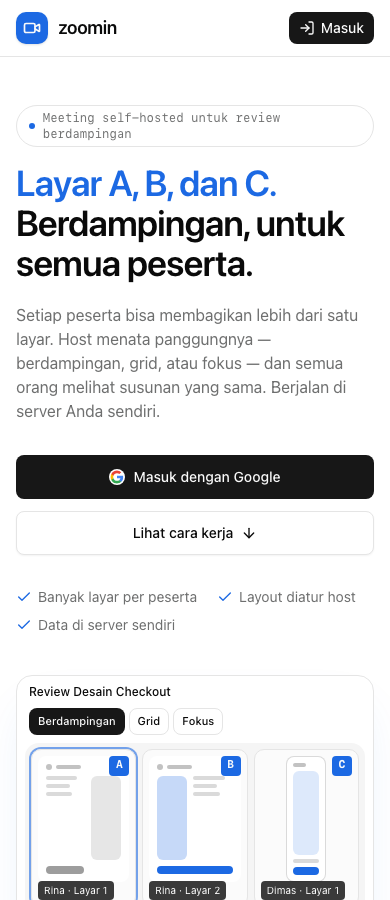 zoomin
Masuk
Meeting self-hosted untuk review
berdampingan
Layar A, B, dan C.
Berdampingan, untuk
semua peserta.
Setiap peserta bisa membagikan lebih dari satu
layar. Host menata panggungnya —
berdampingan, grid, atau fokus — dan semua
orang melihat susunan yang sama. Berjalan di
server Anda sendiri.
Masuk dengan Google
Lihat cara kerja
Banyak layar per peserta
Layout diatur host
Data di server sendiri
Review Desain Checkout
Berdampingan
Grid
Fokus
A
B
C
Rina · Layar 1
Rina · Layar 2
Dimas · Layar 1